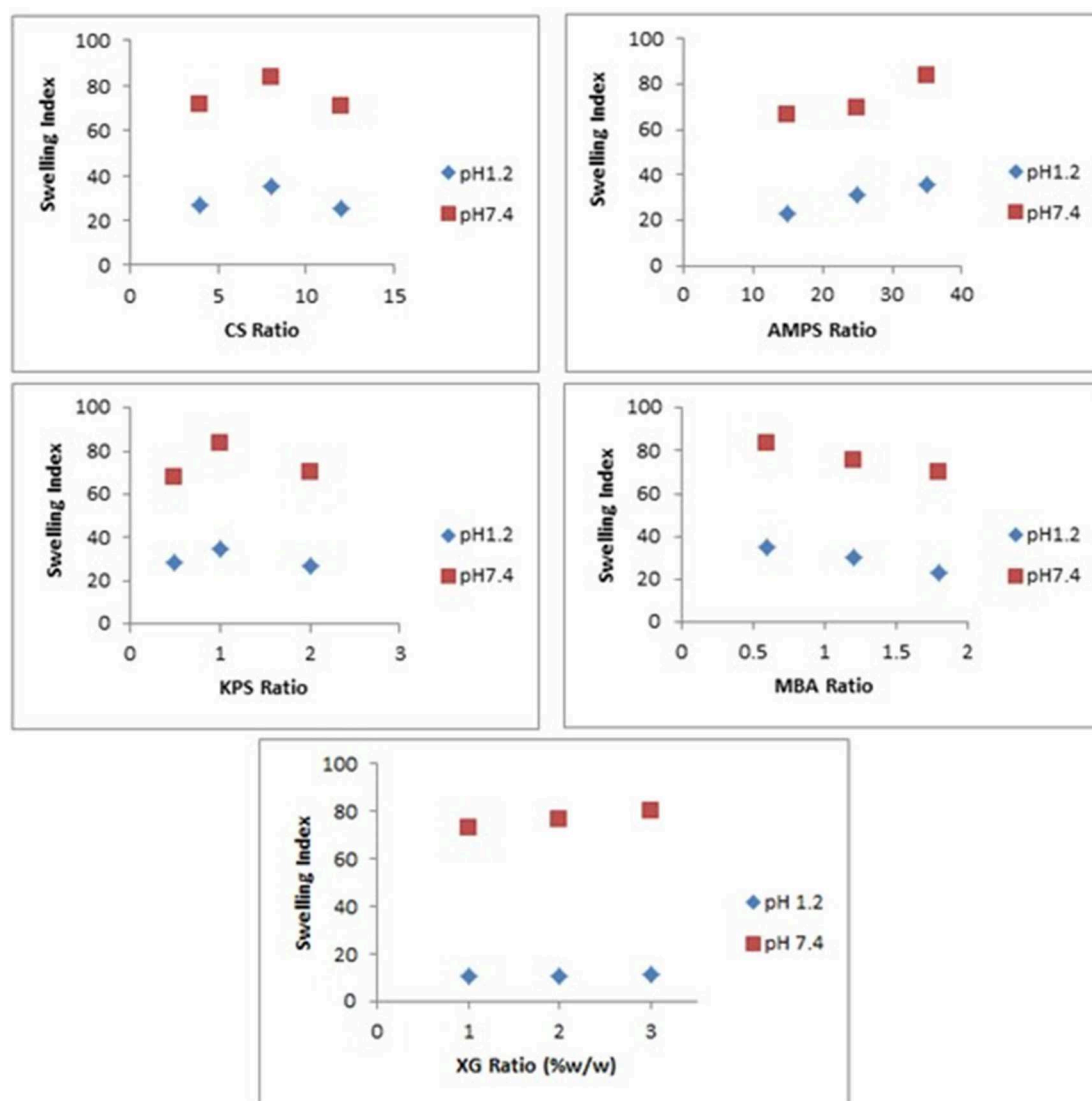 100
80
60
40
20
0
Swelling Index
0 5 10 15
CS Ratio
pH1.2
pH7.4
100
80
60
40
20
0
Swelling Index
0 10 20 30 40
AMPS Ratio
pH1.2
pH7.4
100
80
60
40
20
0
Swelling Index
0 1 2 3
KPS Ratio
pH1.2
pH7.4
100
80
60
40
20
0
Swelling Index
0 0.5 1 1.5 2
MBA Ratio
pH1.2
pH7.4
100
80
60
40
20
0
Swelling Index
0 1 2 3
XG Ratio (%w/w)
pH 1.2
pH 7.4